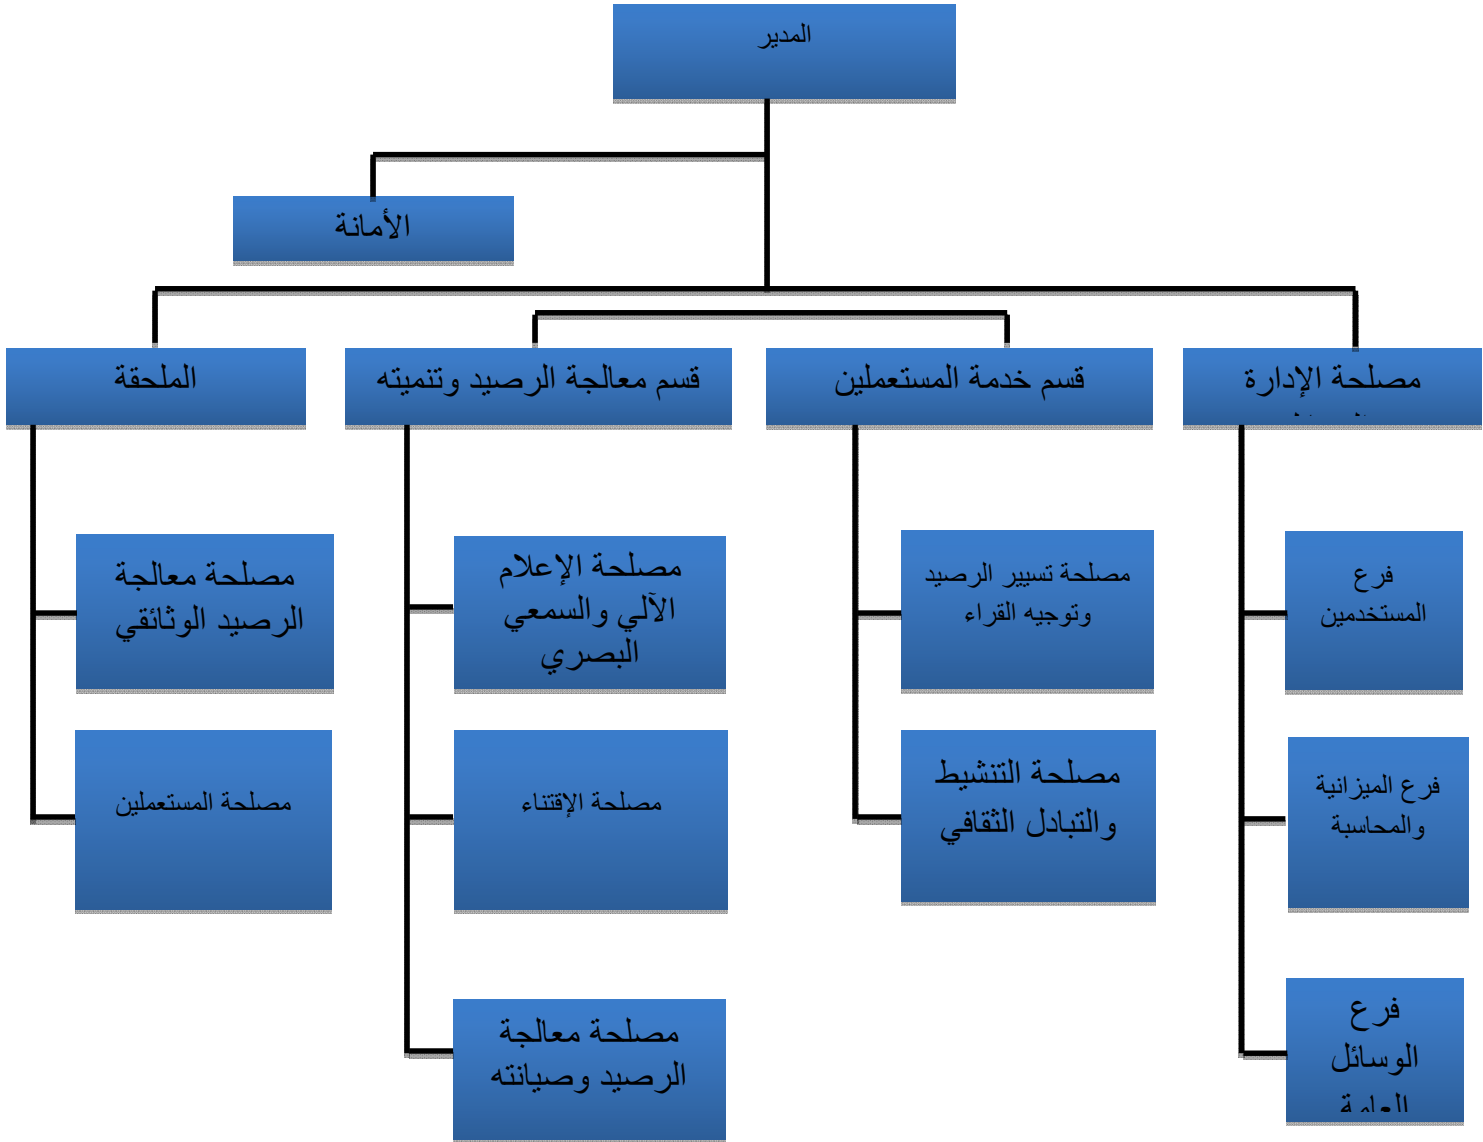 المدير
الأمانة
مصلحة الإدارة
قسم خدمة المستعملين
قسم معالجة الرصيد وتنميته
الملحقة
فرع
المستخدمين
فرع الميزانية
والمحاسبة
فرع
الوسائل
العامة
مصلحة تسيير الرصيد
وتوجيه القراء
مصلحة التنشيط
والتبادل الثقافي
مصلحة الإعلام
الآلي والسمعي
البصري
مصلحة الإقتناء
مصلحة معالجة
الرصيد وصيانته
مصلحة معالجة
الرصيد الوثائقي
مصلحة المستعملين